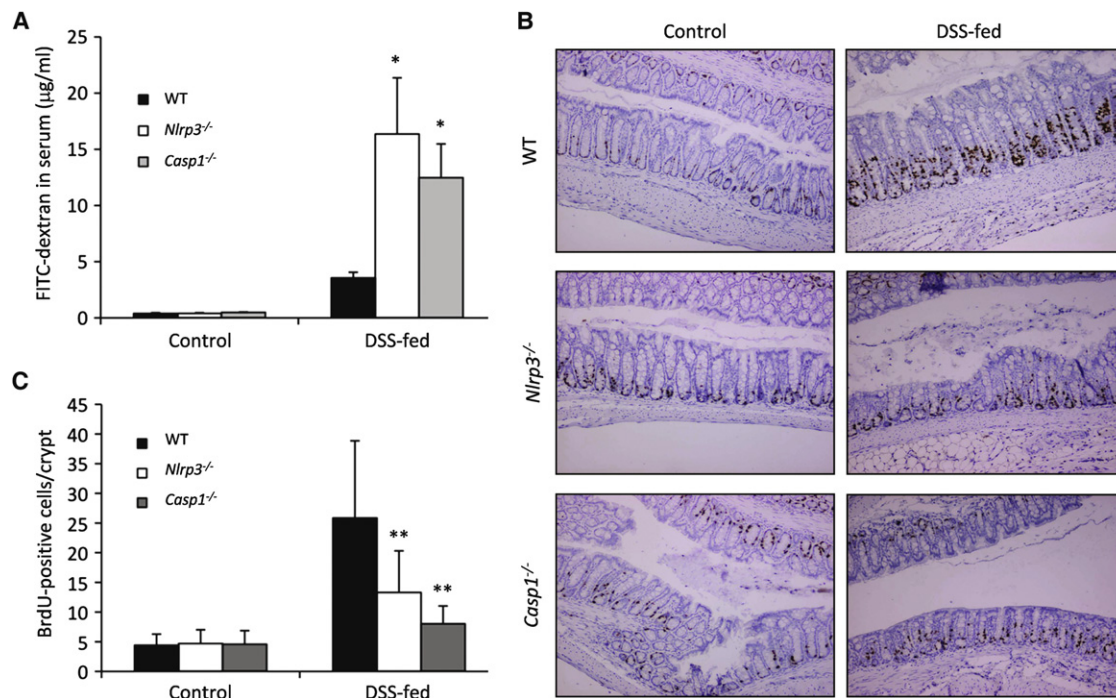 A
FITC-dextran in serum (μg/ml)
25
20
15
10
5
0
WT
Nlrp3-/-
Casp1-/-
*
*
Control
DSS-fed
B
Control
DSS-fed
WT
Nlrp3-/-
Casp1-/-
C
BrdU-positive cells/crypt
45
40
35
30
25
20
15
10
5
0
WT
Nlrp3-/-
Casp1-/-
**
**
Control
DSS-fed